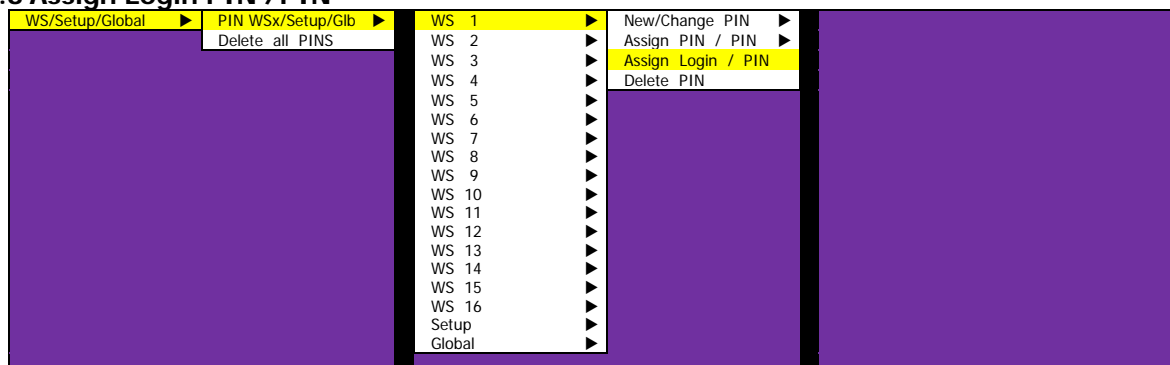 Assign Login PIN / PIN
WS/Setup/Global ▶
PIN WSx/Setup/Glb ▶
Delete all PINS
WS 1 ▶
WS 2 ▶
WS 3 ▶
WS 4 ▶
WS 5 ▶
WS 6 ▶
WS 7 ▶
WS 8 ▶
WS 9 ▶
WS 10 ▶
WS 11 ▶
WS 12 ▶
WS 13 ▶
WS 14 ▶
WS 15 ▶
WS 16 ▶
Setup ▶
Global ▶
New/Change PIN ▶
Assign PIN / PIN ▶
Assign Login / PIN
Delete PIN